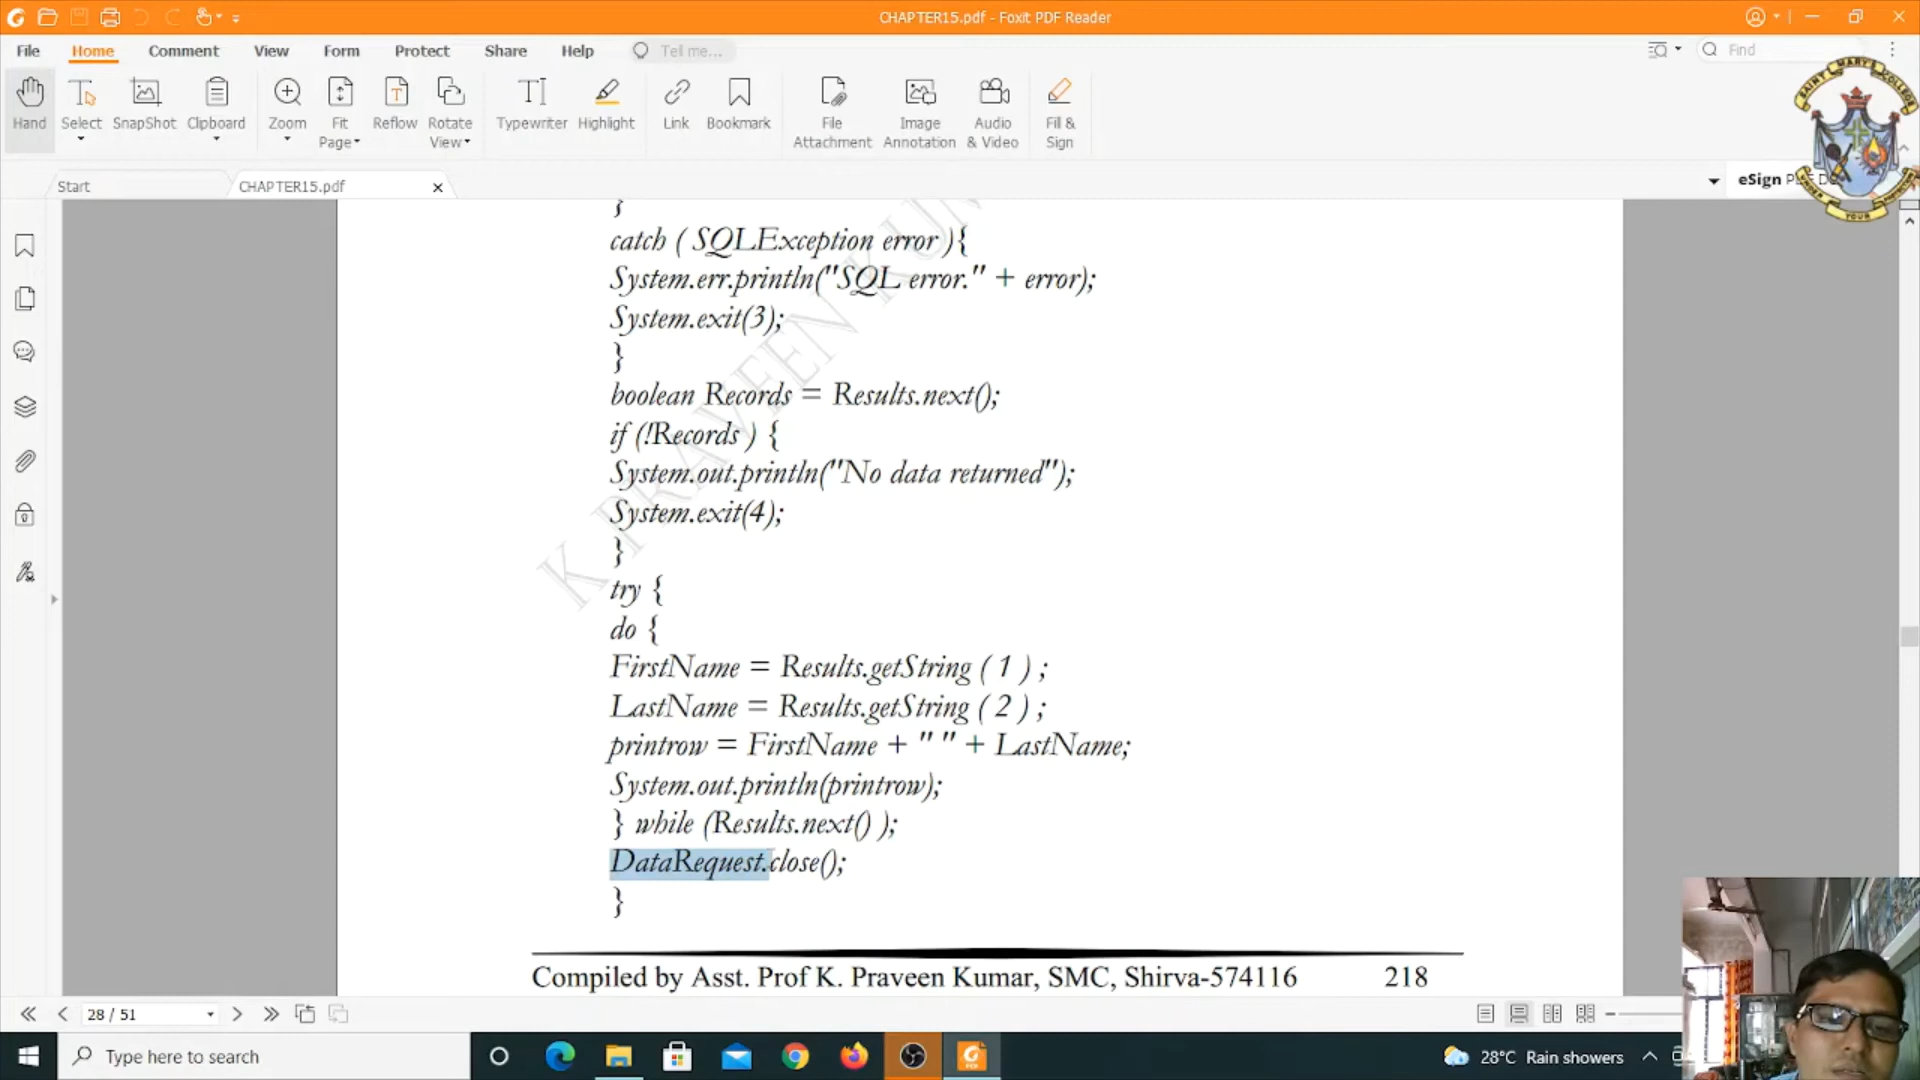 CHAPTER15.pdf - Foxit PDF Reader
File Home Comment View Form Protect Share Help Tell me... Find
Hand Select SnapShot Clipboard Zoom Fit Page Reflow Rotate View Typewriter Highlight Link Bookmark File Attachment Image Annotation Audio & Video Fill & Sign
SAINT MARY'S COLLEGE
YOUR
Start CHAPTER15.pdf eSign
}
catch ( SQLException error ){
System.err.println("SQL error." + error);
System.exit(3);
}
boolean Records = Results.next();
if (!Records ) {
System.out.println("No data returned");
System.exit(4);
}
try {
do {
FirstName = Results.getString ( 1 ) ;
LastName = Results.getString ( 2 ) ;
printrow = FirstName + " " + LastName;
System.out.println(printrow);
} while (Results.next() );
DataRequest.close();
}
K PRAVEEN
Compiled by Asst. Prof K. Praveen Kumar, SMC, Shirva-574116 218
28 / 51
Type here to search 28°C Rain showers